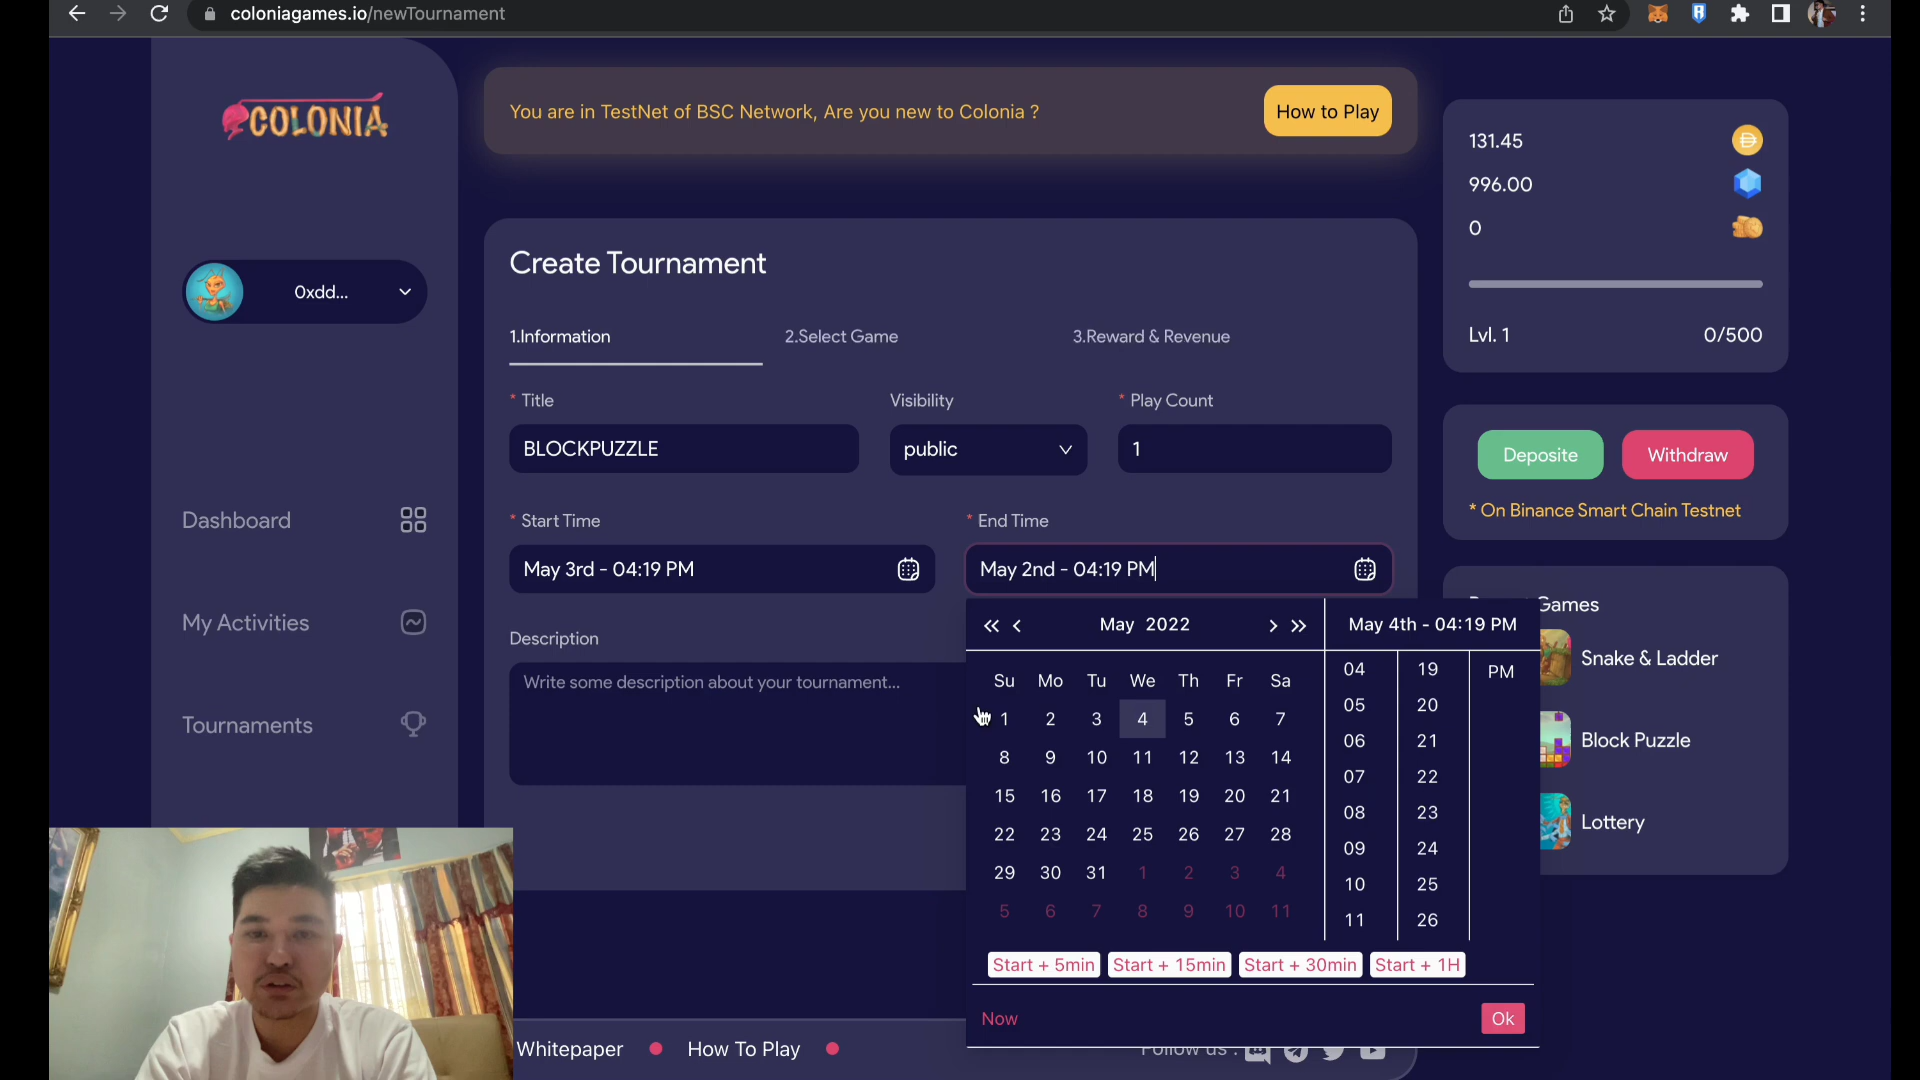 coloniagames.io/newTournament
COLONIA
You are in TestNet of BSC Network, Are you new to Colonia ?
How to Play
131.45
996.00
0
Lvl. 1 0/500
0xdd...
Create Tournament
1.Information 2.Select Game 3.Reward & Revenue
* Title Visibility * Play Count
BLOCKPUZZLE public 1
* Start Time * End Time
May 3rd - 04:19 PM May 2nd - 04:19 PM
Description
Write some description about your tournament...
Deposite Withdraw
* On Binance Smart Chain Testnet
Games
Snake & Ladder
Block Puzzle
Lottery
Dashboard
My Activities
Tournaments
May 2022 May 4th - 04:19 PM
Su Mo Tu We Th Fr Sa
1 2 3 4 5 6 7
8 9 10 11 12 13 14
15 16 17 18 19 20 21
22 23 24 25 26 27 28
29 30 31 1 2 3 4
5 6 7 8 9 10 11
04 19 PM
05 20
06 21
07 22
08 23
09 24
10 25
11 26
Start + 5min Start + 15min Start + 30min Start + 1H
Now Ok
Whitepaper How To Play
Follow us :